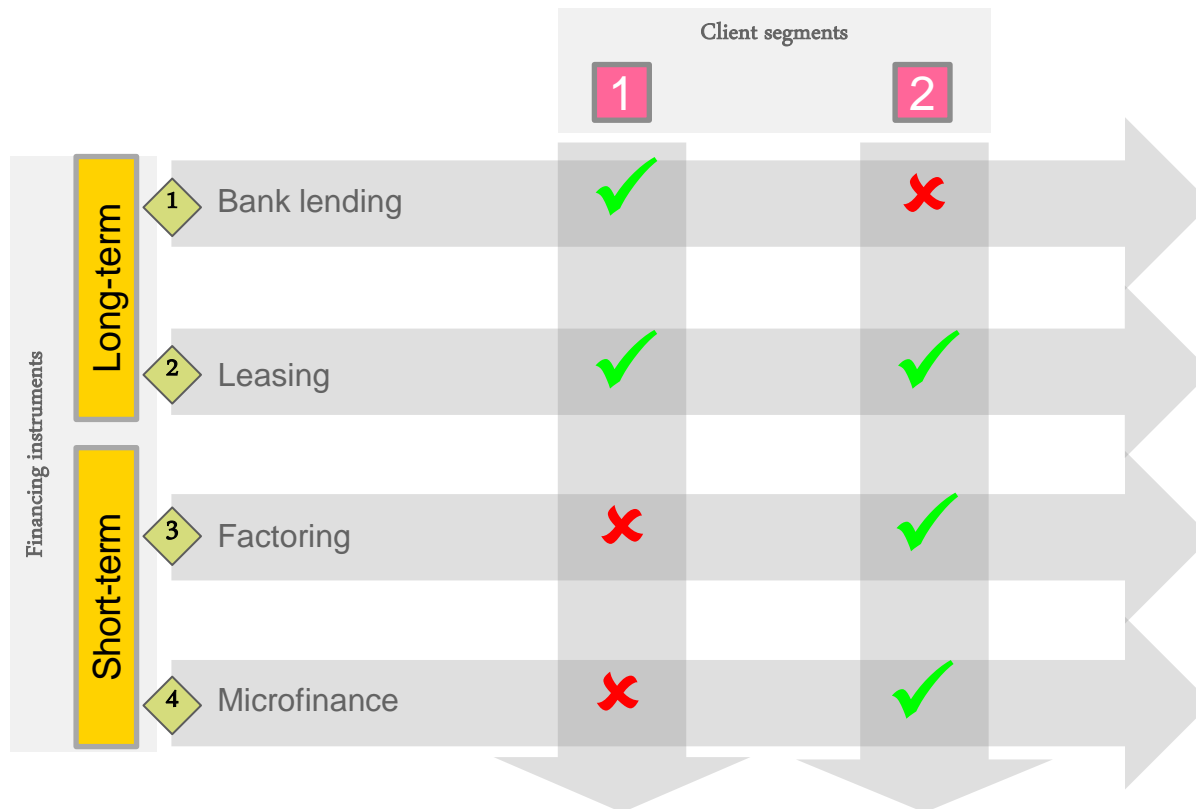 Client segments
1 2
Financing instruments
Long-term
1 Bank lending
2 Leasing
Short-term
3 Factoring
4 Microfinance